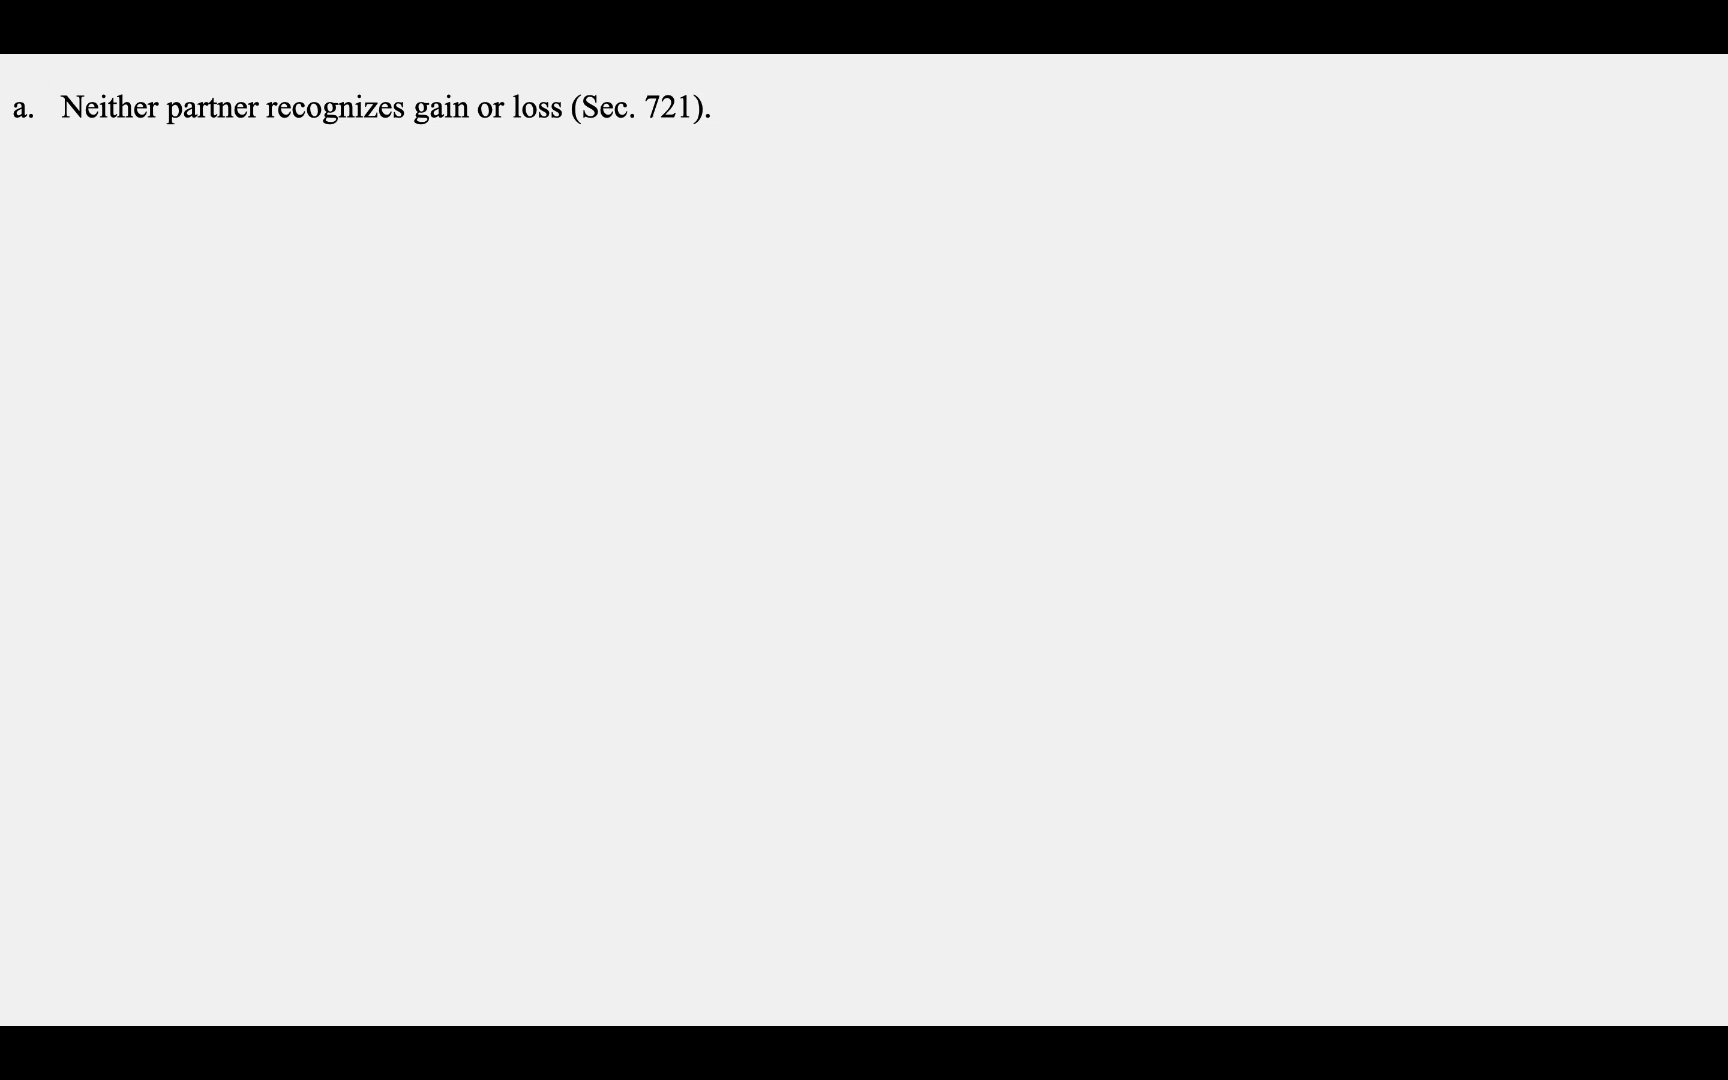 a. Neither partner recognizes gain or loss (Sec. 721).